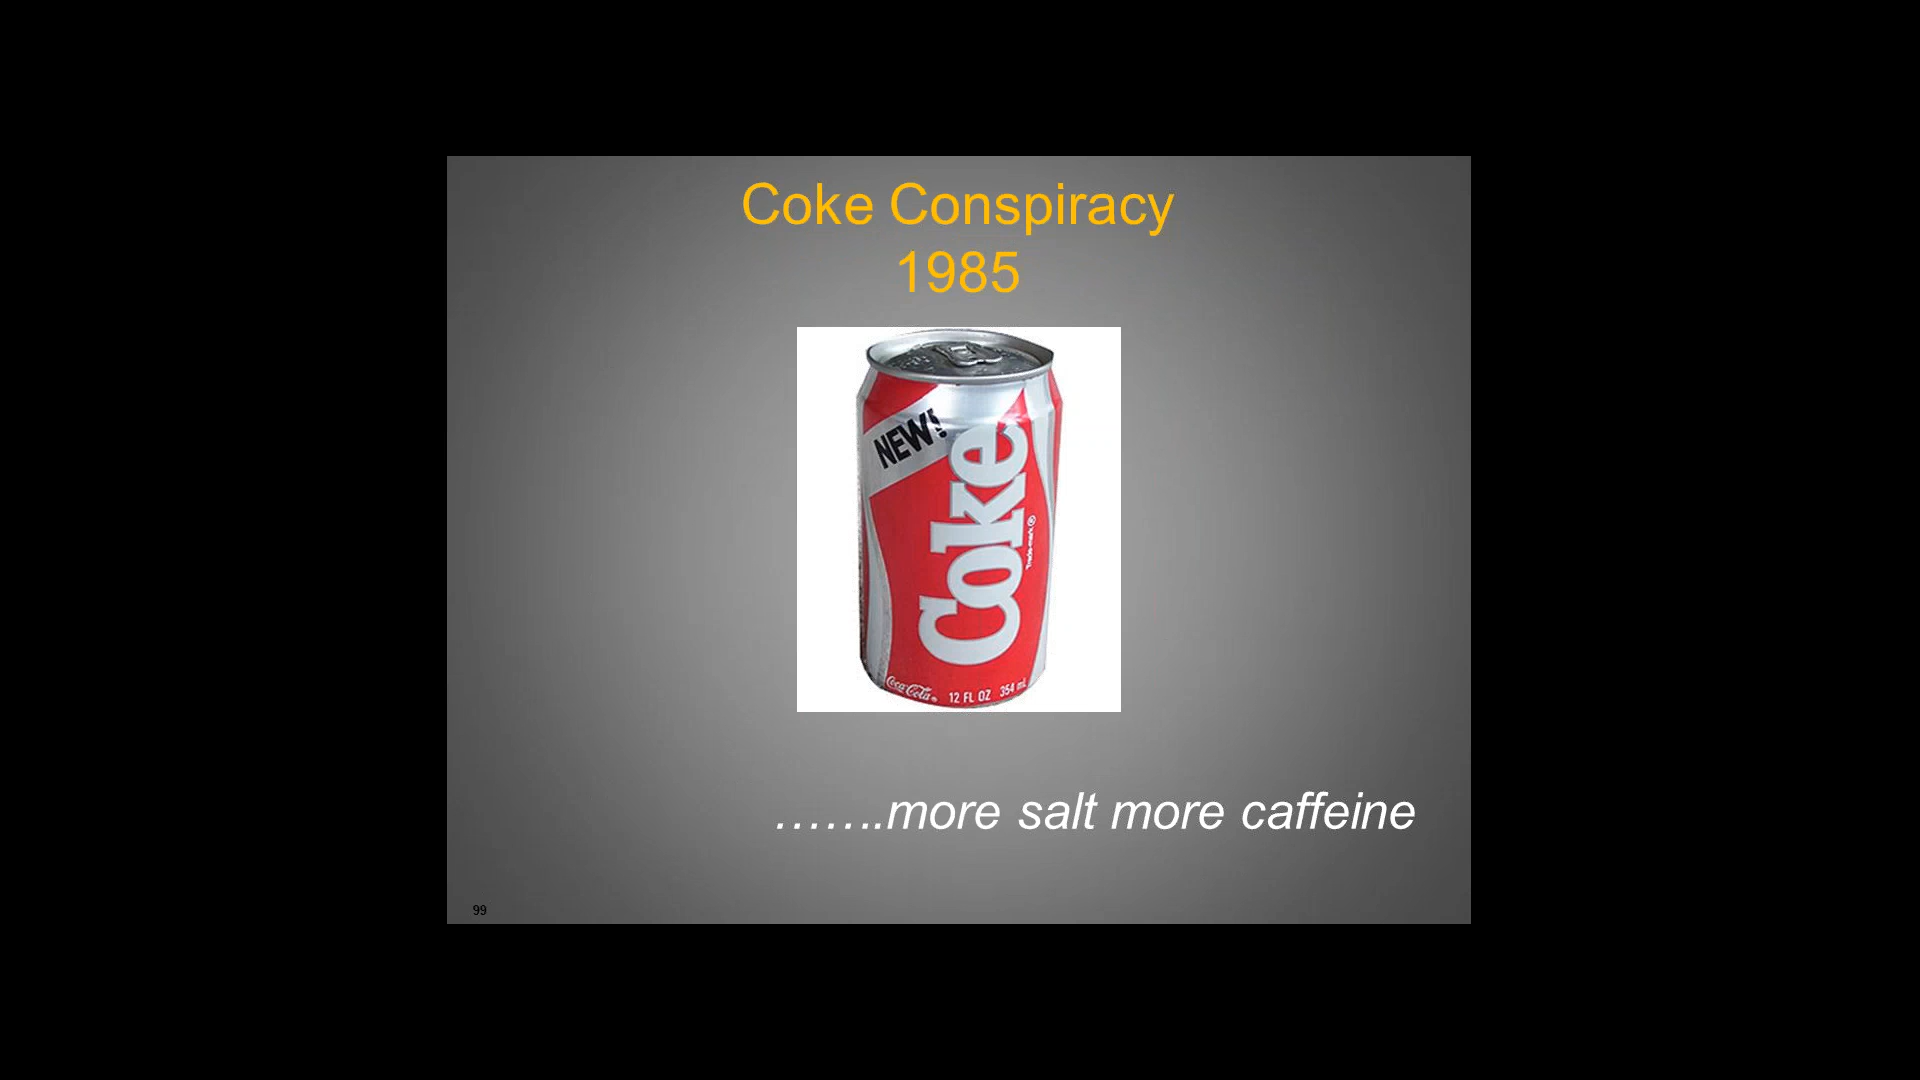 Coke Conspiracy
1985
NEW!
Coke
Trade-mark ®
Coca-Cola ®
12 FL OZ 354 mL
…….more salt more caffeine
99